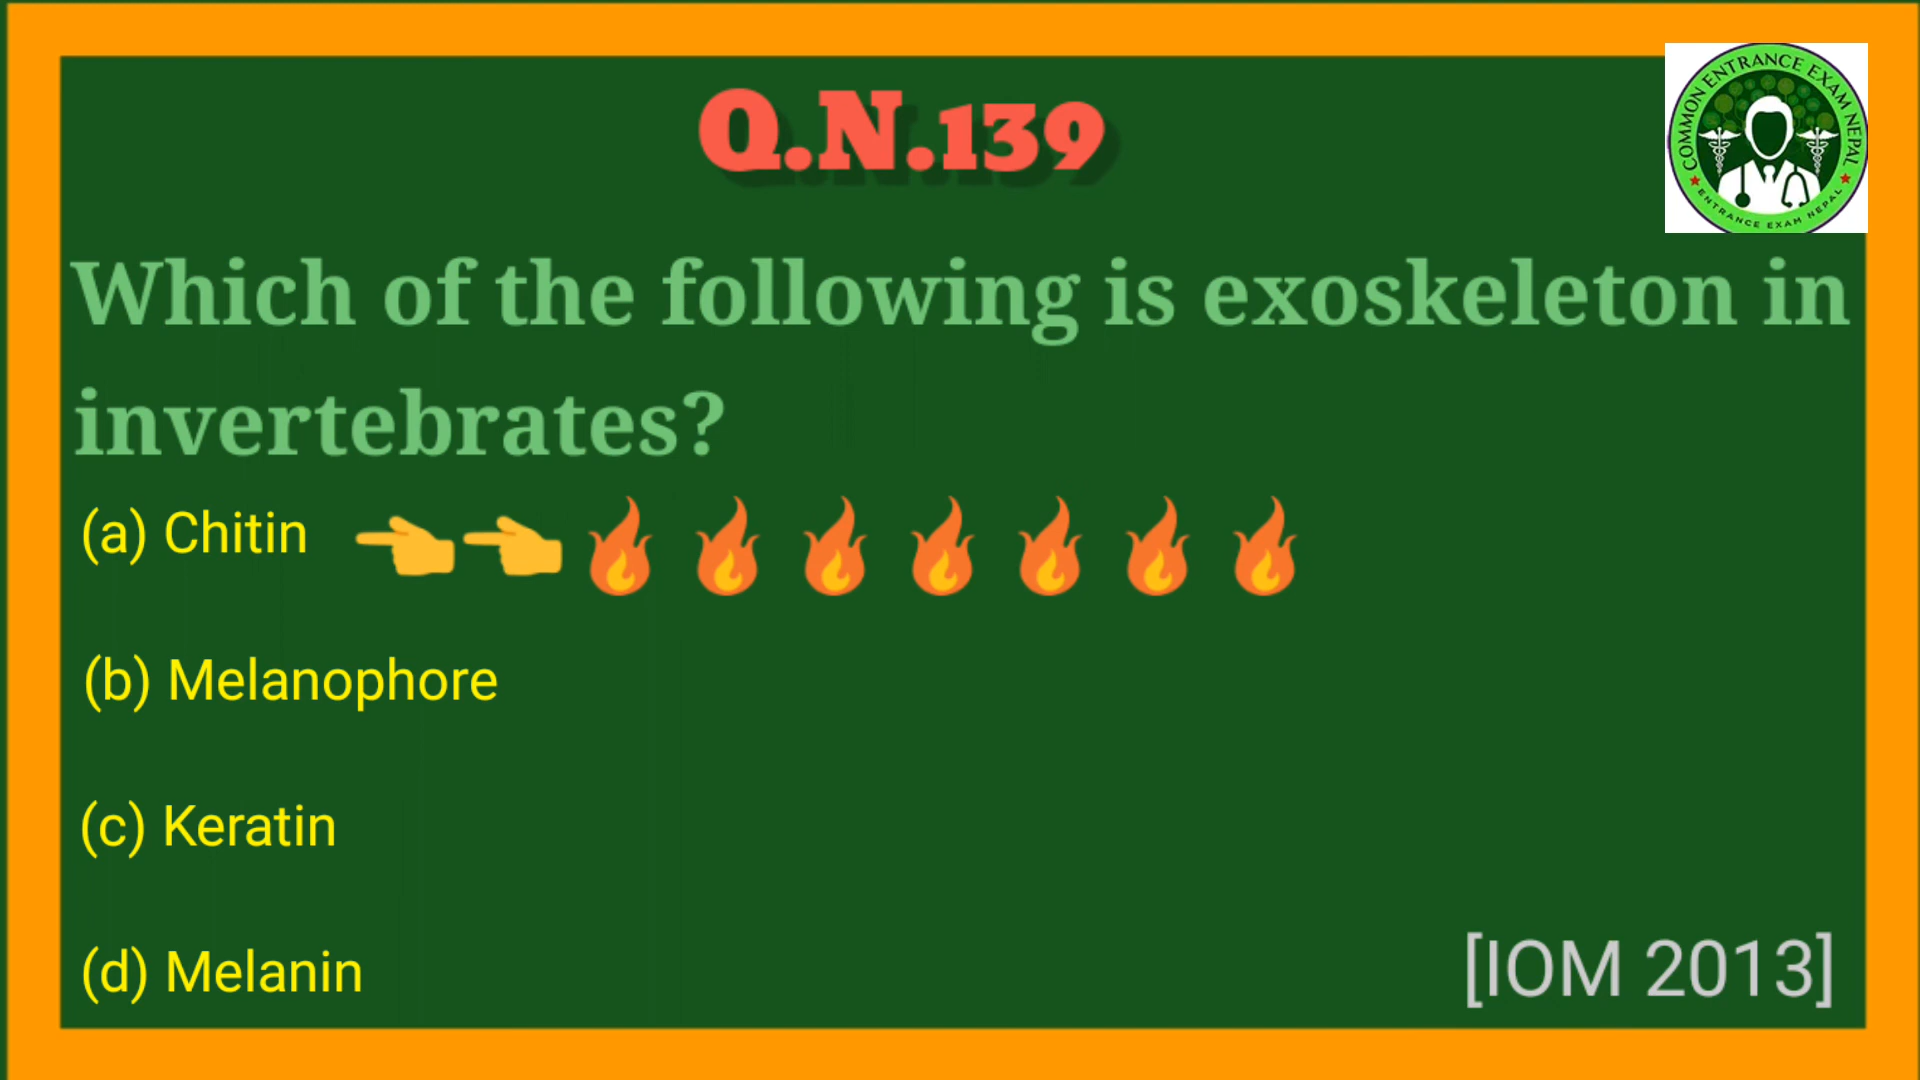 Q.N.139
COMMON ENTRANCE EXAM NEPAL
ENTRANCE EXAM NEPAL
Which of the following is exoskeleton in
invertebrates?
(a) Chitin 👈👈🔥🔥🔥🔥🔥🔥🔥
(b) Melanophore
(c) Keratin
(d) Melanin
[IOM 2013]